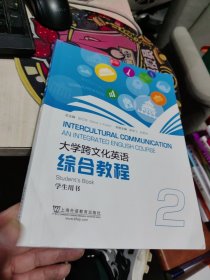 INTERCULTURAL COMMUNICATION
AN INTEGRATED ENGLISH COURSE
大学跨文化英语
综合教程
Student's Book
学生用书
2
上海外语教育出版社